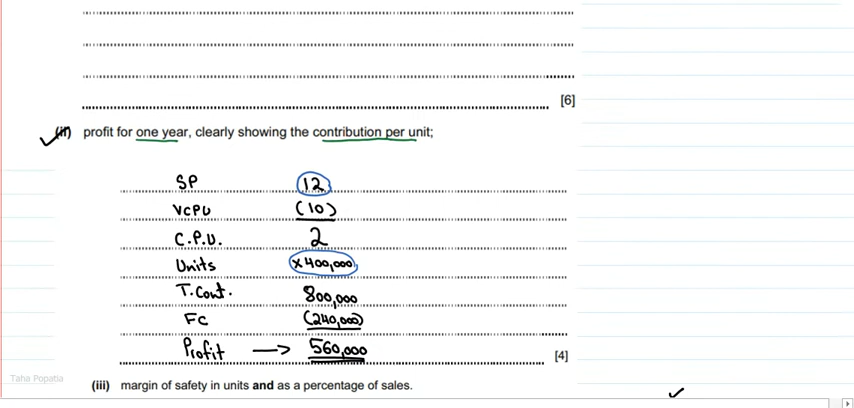 [6]
(ii) profit for one year, clearly showing the contribution per unit;
SP 12
VCPU (10)
C.P.U. 2
Units ×400,000
T.Cont. 800,000
FC (240,000)
Profit → 560,000
[4]
Taha Popatia
(iii) margin of safety in units and as a percentage of sales.